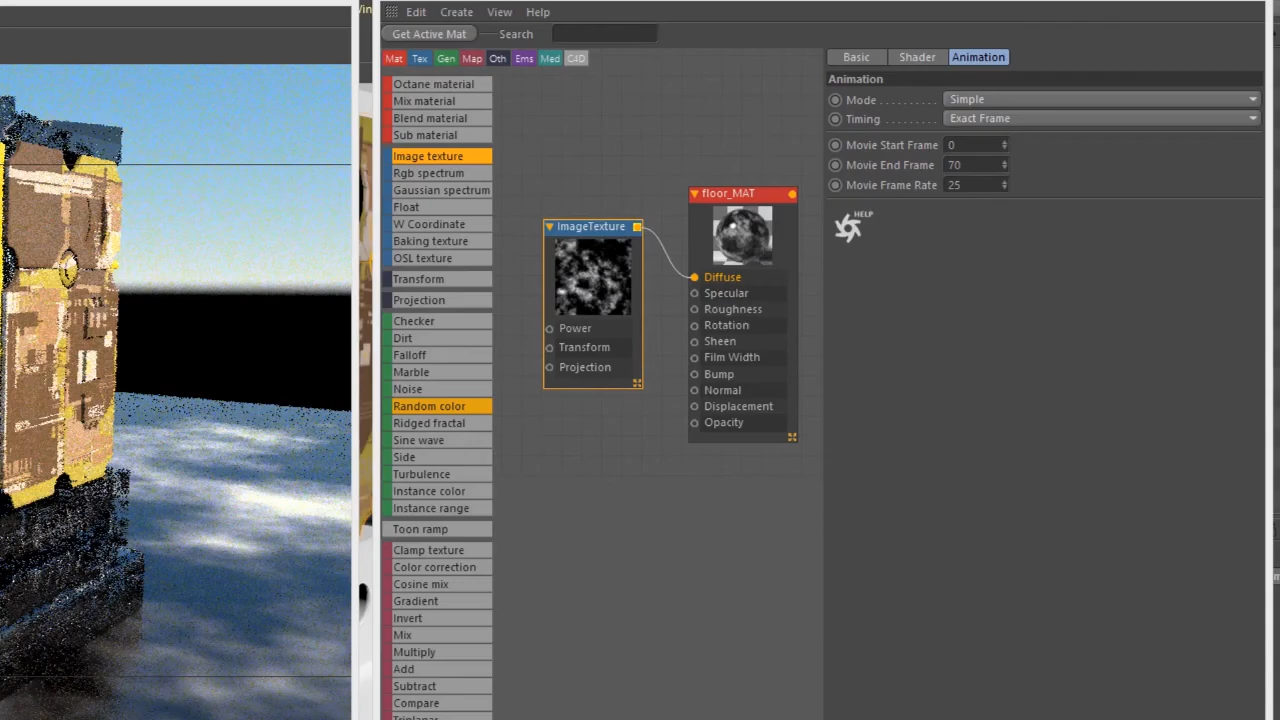 Edit Create View Help
Get Active Mat Search
Mat Tex Gen Map Oth Ems Med C4D
Octane material
Mix material
Blend material
Sub material
Image texture
Rgb spectrum
Gaussian spectrum
Float
W Coordinate
Baking texture
OSL texture
Transform
Projection
Checker
Dirt
Falloff
Marble
Noise
Random color
Ridged fractal
Sine wave
Side
Turbulence
Instance color
Instance range
Toon ramp
Clamp texture
Color correction
Cosine mix
Gradient
Invert
Mix
Multiply
Add
Subtract
Compare
ImageTexture
Power
Transform
Projection
floor_MAT
Diffuse
Specular
Roughness
Rotation
Sheen
Film Width
Bump
Normal
Displacement
Opacity
Basic Shader Animation
Animation
Mode . . . . . . . . . . Simple
Timing . . . . . . . . . Exact Frame
Movie Start Frame 0
Movie End Frame 70
Movie Frame Rate 25
HELP